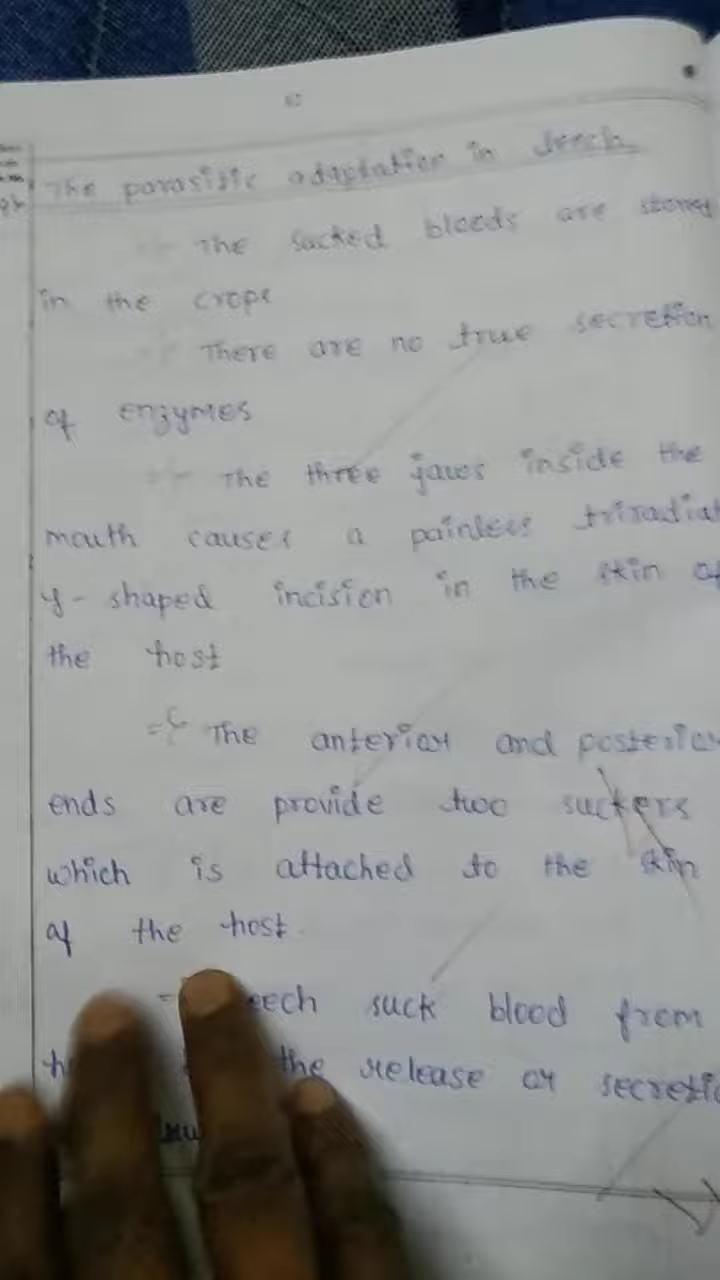 The parasitic adaptation in leech
The sucked bloods are stored
in the crops
There are no true secretion
of enzymes
The three jaws inside the
mouth causes a painless triradiat
y-shaped incision in the skin of
the host
The anterior and posterior
ends are provide two suckers
which is attached to the skin
of the host.
eech suck blood from
the release or secretio